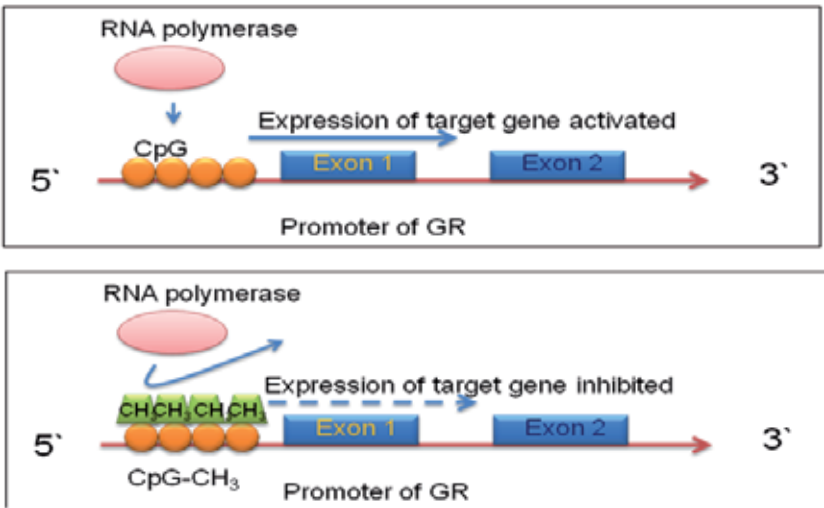 RNA polymerase
Expression of target gene activated
CpG
Exon 1
Exon 2
5`
3`
Promoter of GR
RNA polymerase
Expression of target gene inhibited
CH₃CH₃CH₃CH₃
Exon 1
Exon 2
5`
3`
CpG-CH₃
Promoter of GR